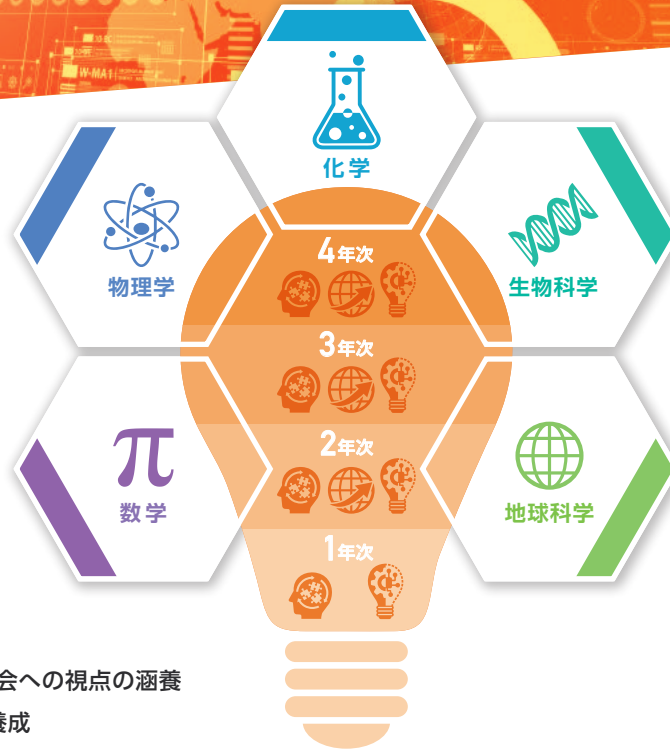 W-MA1
化学
物理学
生物科学
4年次
3年次
2年次
1年次
π
数学
地球科学
会への視点の涵養
養成